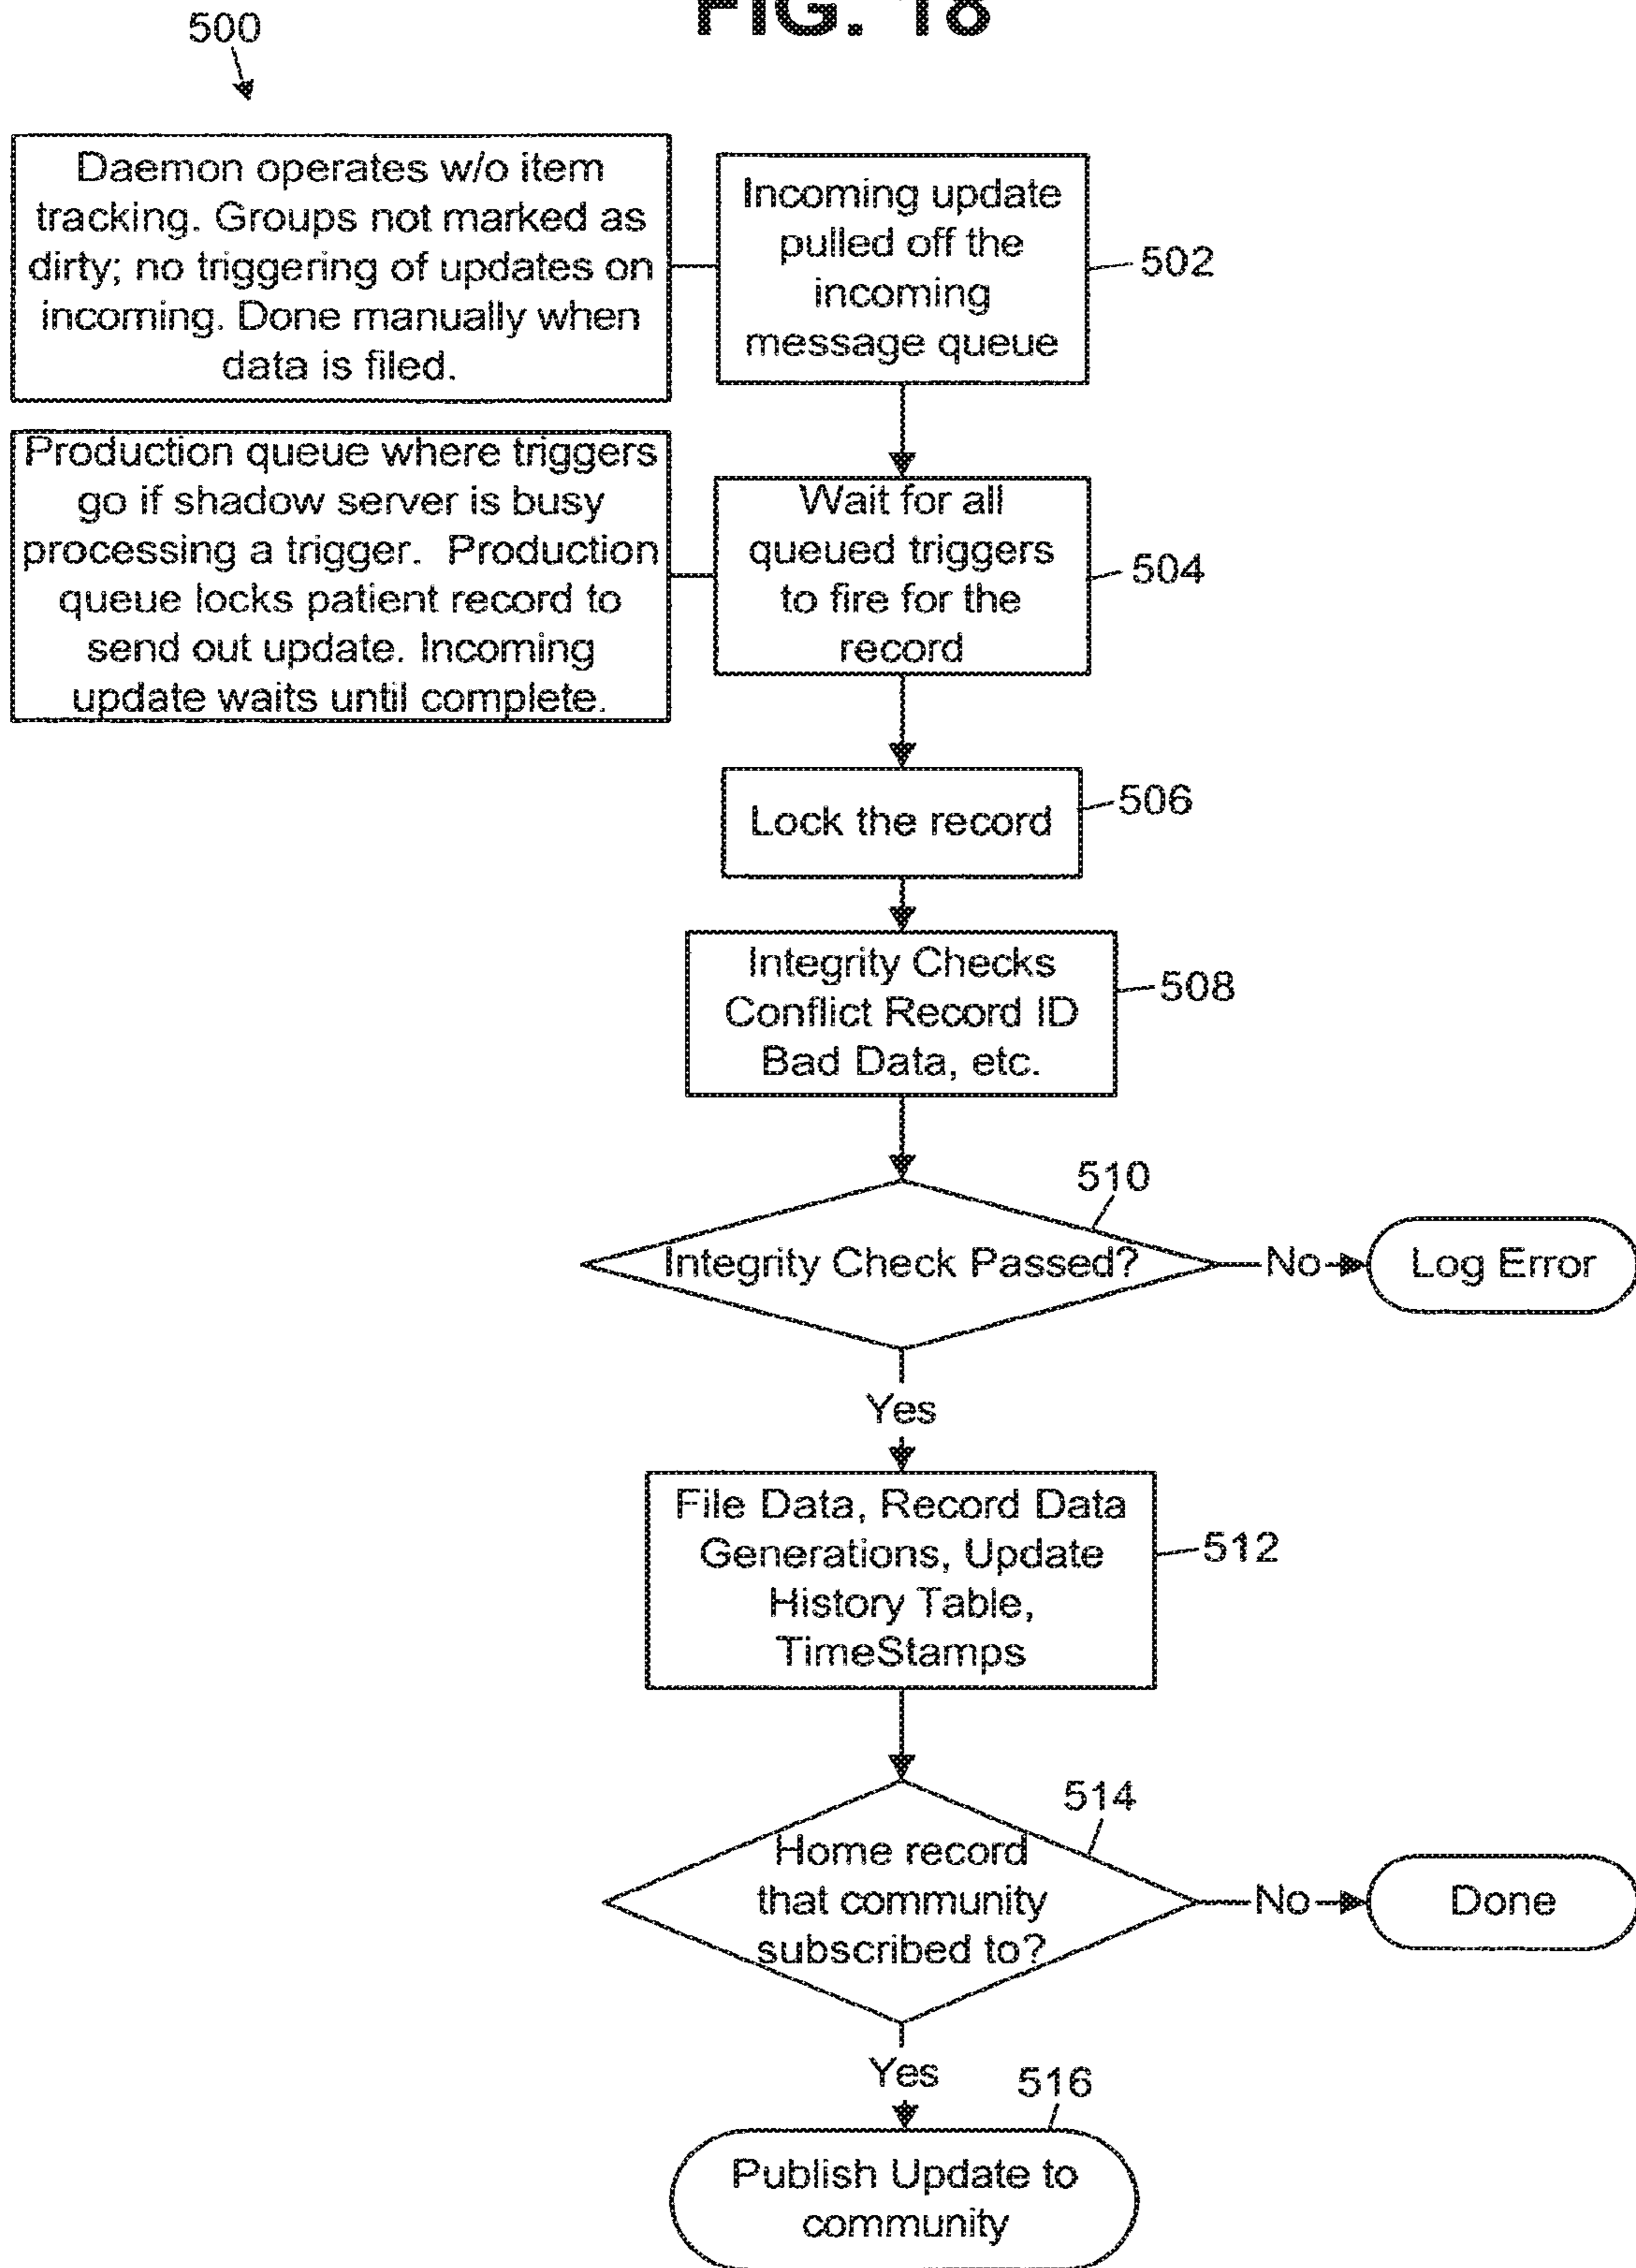 FIG. 18
500
Daemon operates w/o item
tracking. Groups not marked as
dirty; no triggering of updates on
incoming. Done manually when
data is filed.
Incoming update
pulled off the
incoming
message queue
502
Production queue where triggers
go if shadow server is busy
processing a trigger. Production
queue locks patient record to
send out update. Incoming
update waits until complete.
Wait for all
queued triggers
to fire for the
record
504
Lock the record
506
Integrity Checks
Conflict Record ID
Bad Data, etc.
508
510
Integrity Check Passed?
No
Log Error
Yes
File Data, Record Data
Generations, Update
History Table,
TimeStamps
512
514
Home record
that community
subscribed to?
No
Done
Yes
516
Publish Update to
community